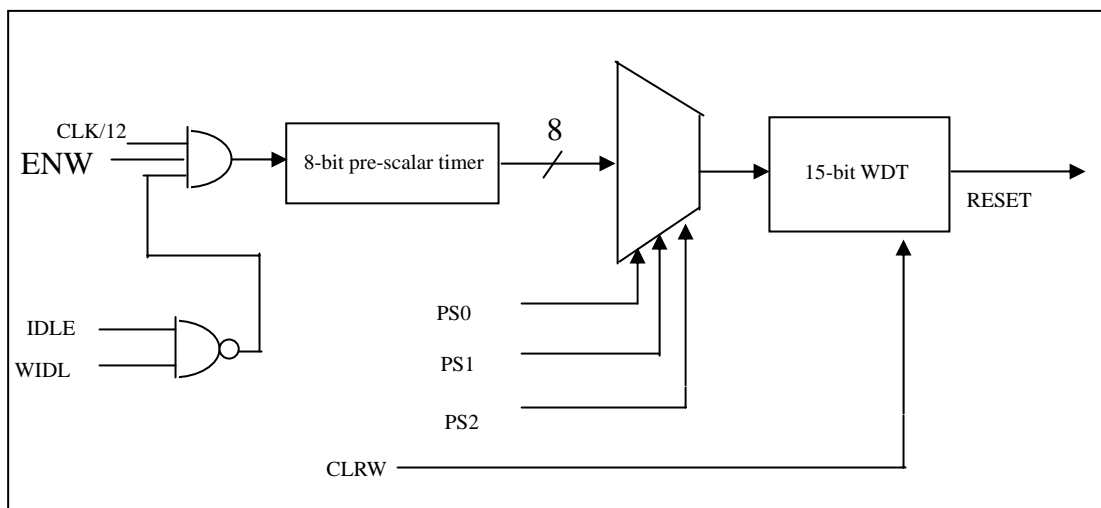 CLK/12
ENW
8-bit pre-scalar timer
8
15-bit WDT
RESET
IDLE
WIDL
PS0
PS1
PS2
CLRW